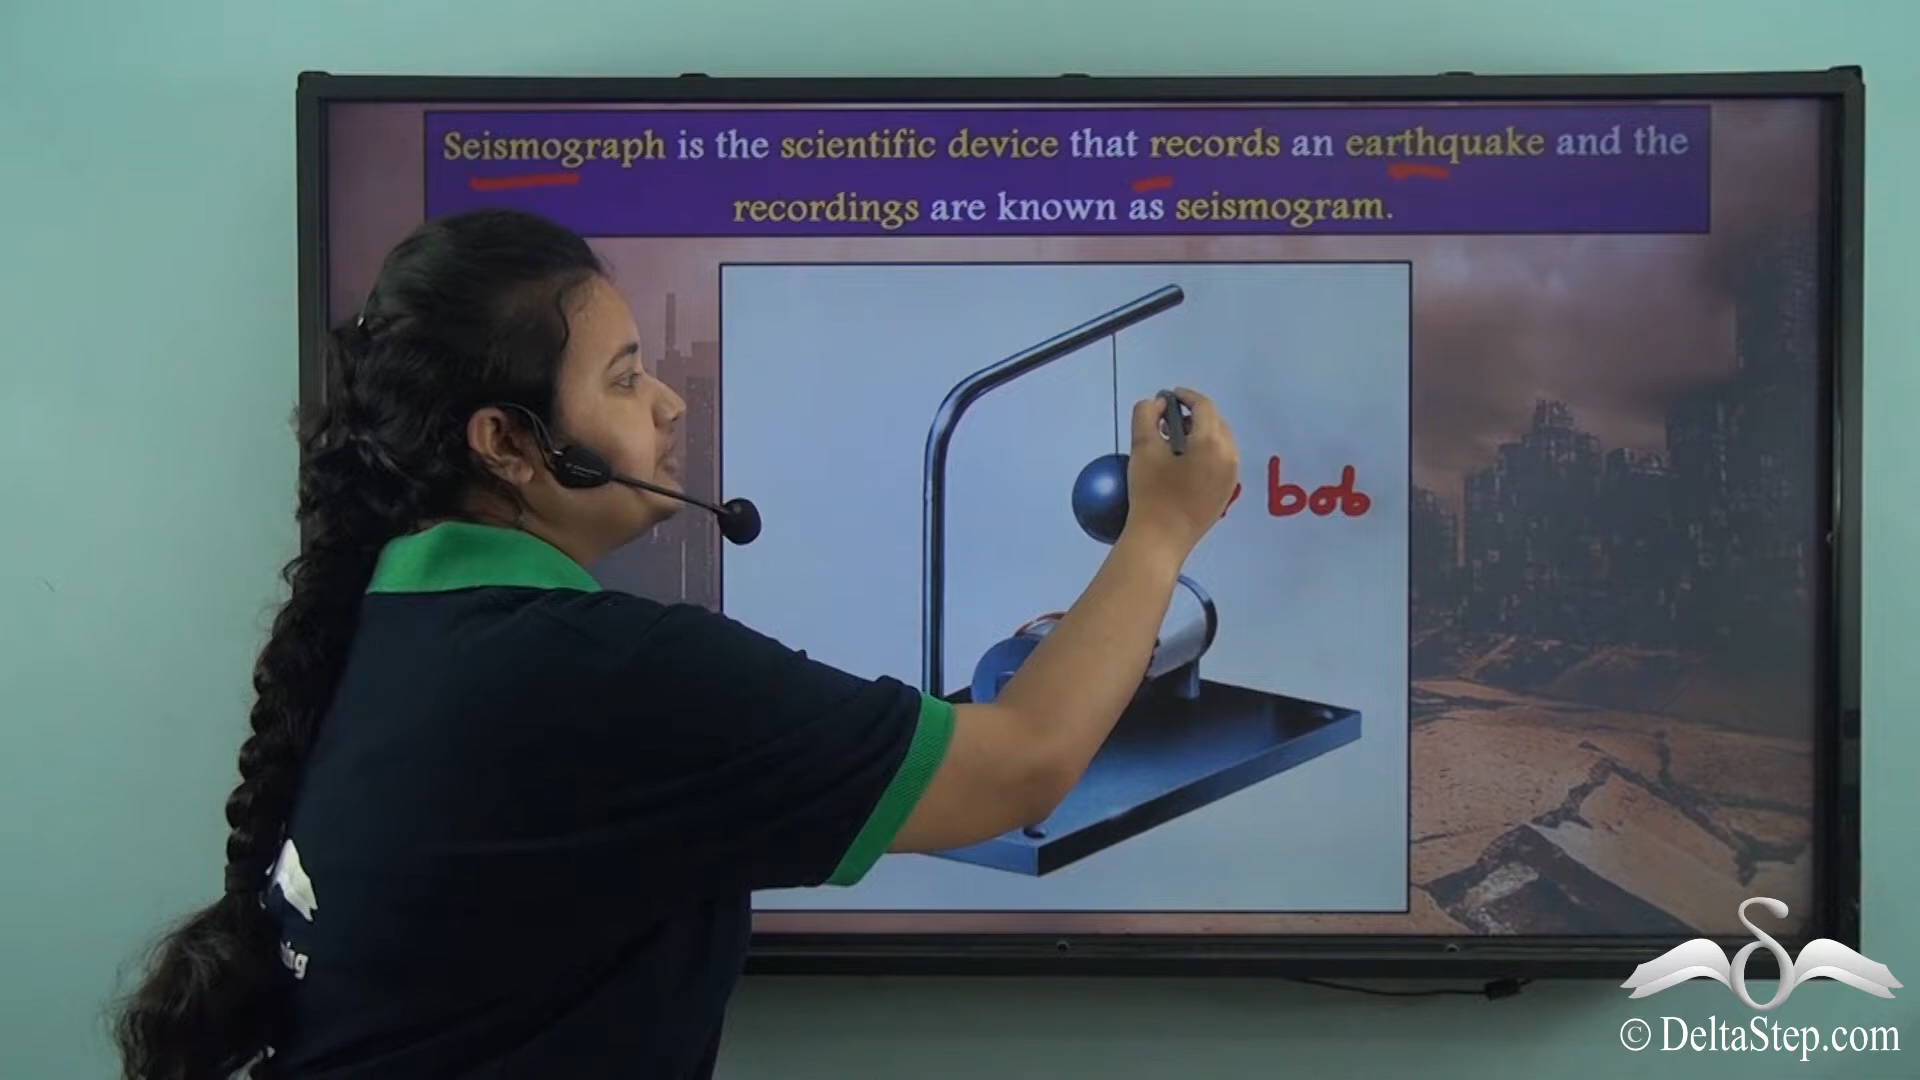 Seismograph is the scientific device that records an earthquake and the
recordings are known as seismogram.
bob
© DeltaStep.com